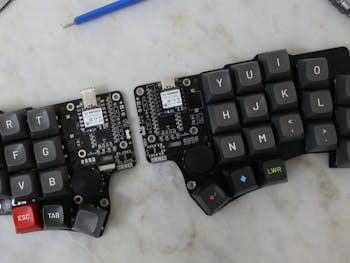 R T
F G
V B
ESC TAB
Y U I O
H J K L
N M < >
LWR